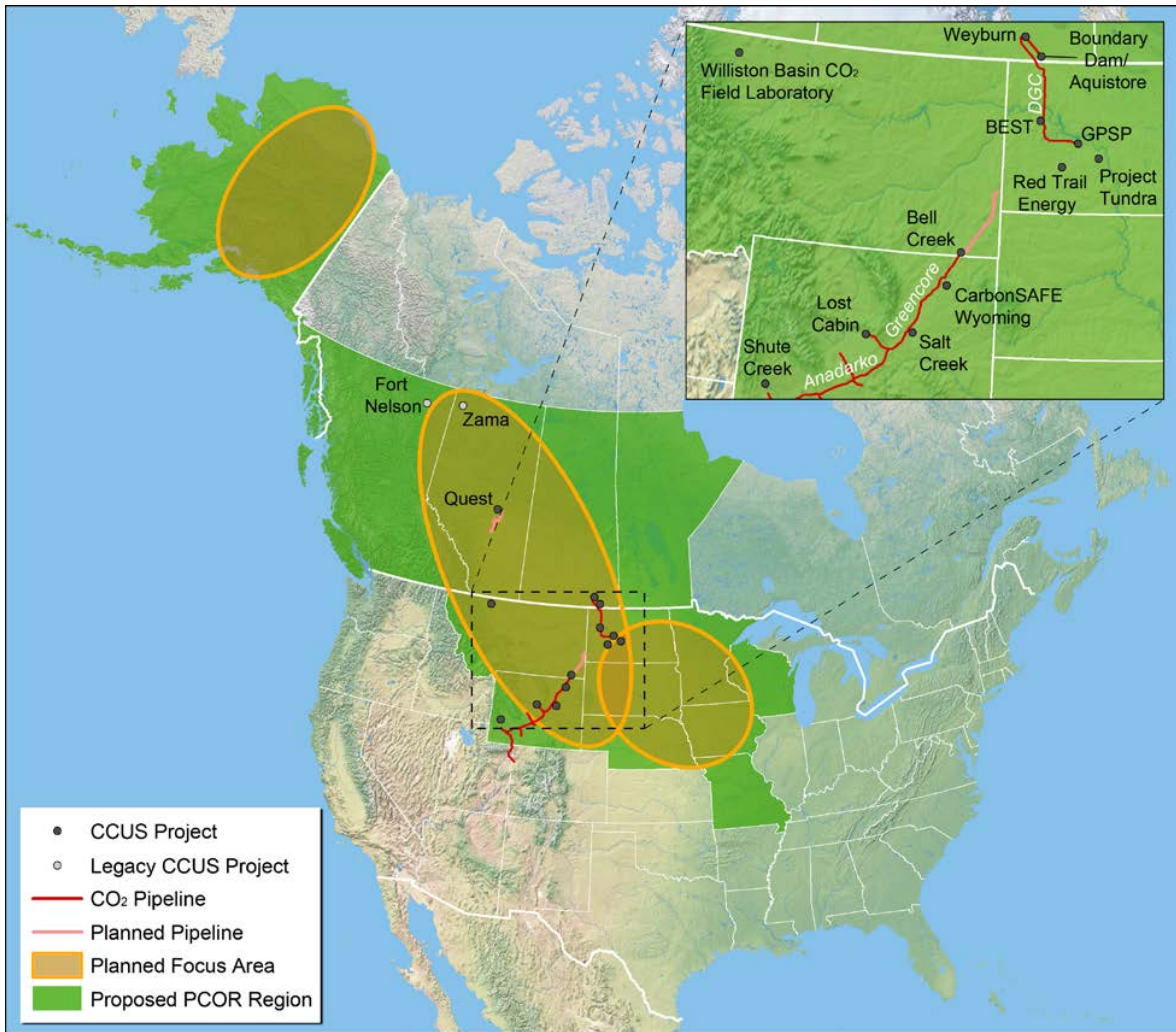 Weyburn
Boundary
Dam/
Aquistore
Williston Basin CO₂
Field Laboratory
DGC
BEST
GPSP
Red Trail
Energy
Project
Tundra
Bell
Creek
Greencore
CarbonSAFE
Wyoming
Lost
Cabin
Salt
Creek
Shute
Creek
Anadarko
Fort
Nelson
Zama
Quest
CCUS Project
Legacy CCUS Project
CO₂ Pipeline
Planned Pipeline
Planned Focus Area
Proposed PCOR Region